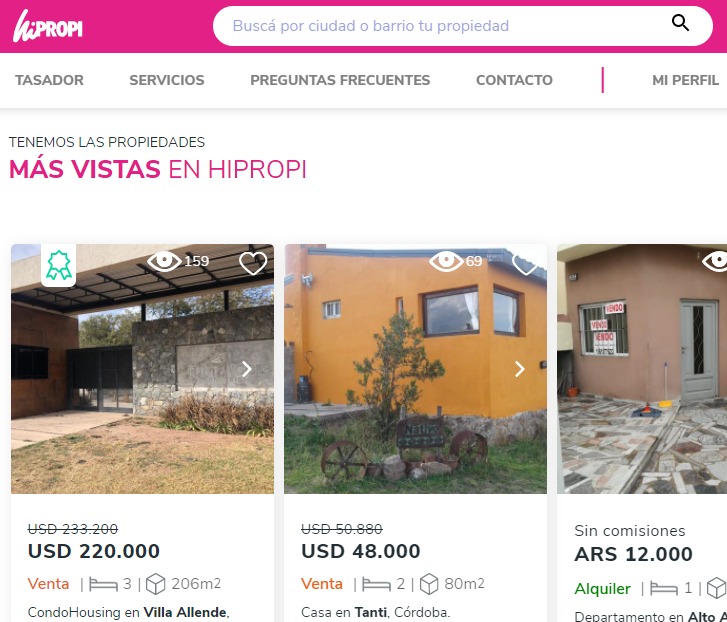 hiPROPI
Buscá por ciudad o barrio tu propiedad
TASADOR SERVICIOS PREGUNTAS FRECUENTES CONTACTO | MI PERFIL
TENEMOS LAS PROPIEDADES
MÁS VISTAS EN HIPROPI
159
69
VENDO
VENDO
VENDO
USD 233.200
USD 220.000
Venta | 3 | 206m2
CondoHousing en Villa Allende,
USD 50.880
USD 48.000
Venta | 2 | 80m2
Casa en Tanti, Córdoba.
Sin comisiones
ARS 12.000
Alquiler | 1 |
Departamento en Alto A